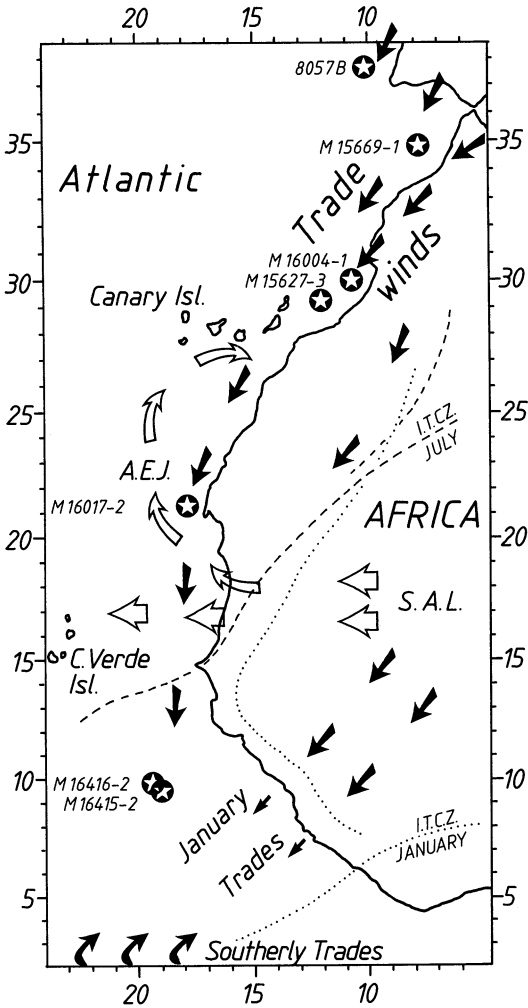 20 15 10
8057B
35 35
M 15669-1
Atlantic
Trade
winds
M 16004-1
M 15627-3
30 30
Canary Isl.
25 25
I.T.C.Z.
JULY
A.E.J.
M 16017-2
AFRICA
20 20
S.A.L.
15 15
C.Verde
Isl.
10 10
M 16416-2
M 16415-2
January
Trades
I.T.C.Z.
JANUARY
5 5
Southerly Trades
20 15 10